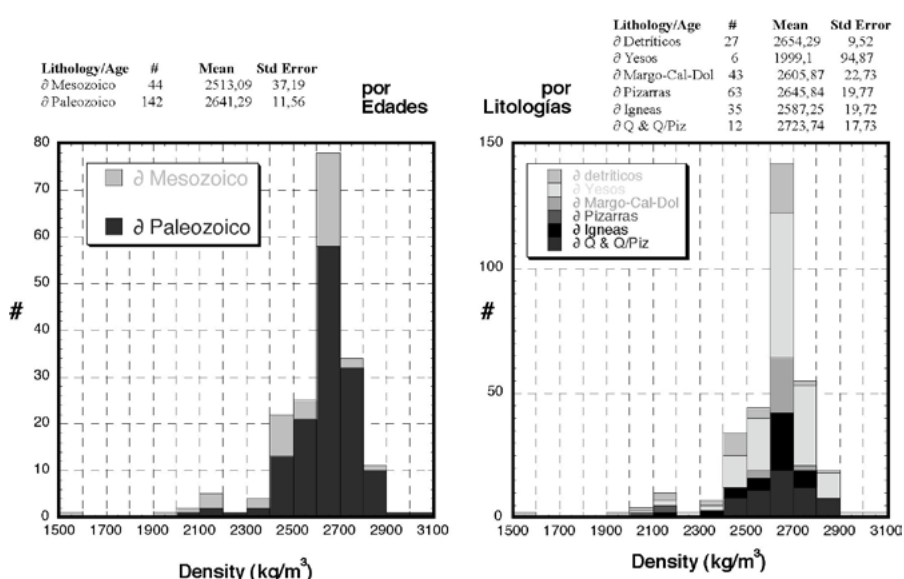 Lithology/Age # Mean Std Error
∂ Mesozoico 44 2513,09 37,19
∂ Paleozoico 142 2641,29 11,56
por
Edades
80
70
60
50
40
30
20
10
0
#
∂ Mesozoico
∂ Paleozoico
1500 1700 1900 2100 2300 2500 2700 2900 3100
Density (kg/m³)
Lithology/Age # Mean Std Error
∂ Detríticos 27 2654,29 9,52
∂ Yesos 6 1999,1 94,87
∂ Margo-Cal-Dol 43 2605,87 22,73
∂ Pizarras 63 2645,84 19,77
∂ Igneas 35 2587,25 19,72
∂ Q & Q/Piz 12 2723,74 17,73
por
Litologías
150
100
50
0
#
∂ detríticos
∂ Yesos
∂ Margo-Cal-Dol
∂ Pizarras
∂ Igneas
∂ Q & Q/Piz
1500 1700 1900 2100 2300 2500 2700 2900 3100
Density (kg/m³)